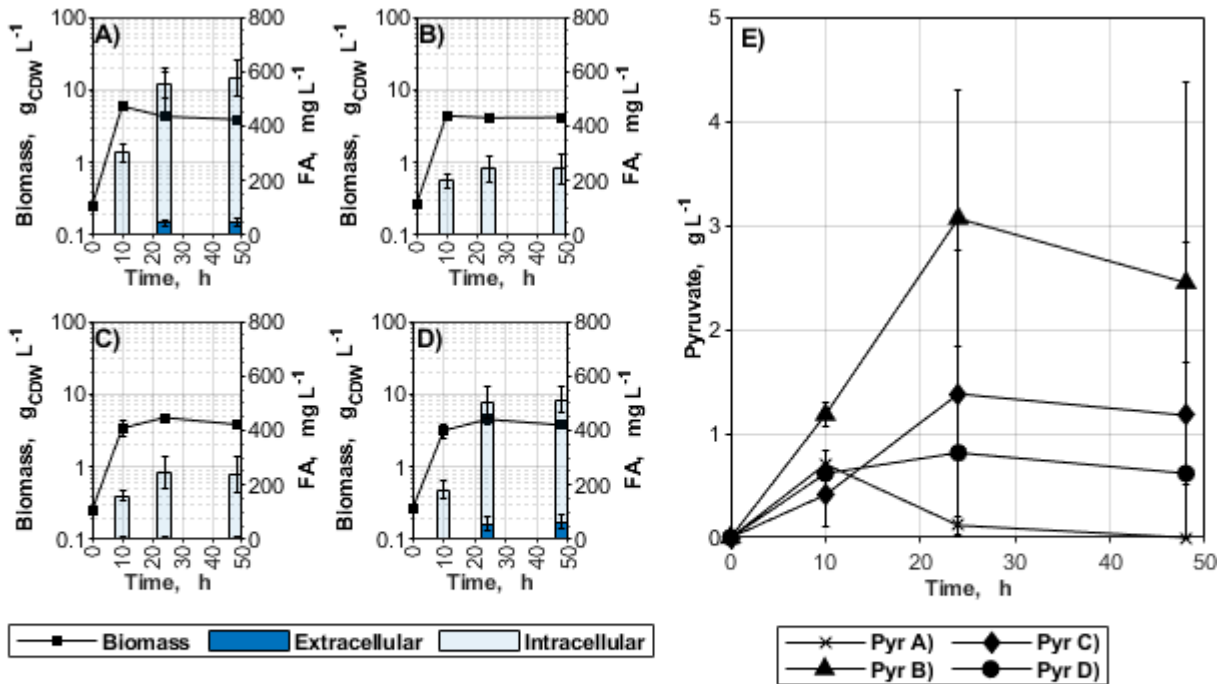 A)
Biomass, g_CDW L⁻¹
100
10
1
0.1
800
600
400
200
0
FA, mg L⁻¹
0 10 20 30 40 50
Time, h
B)
Biomass, g_CDW L⁻¹
100
10
1
0.1
800
600
400
200
0
FA, mg L⁻¹
0 10 20 30 40 50
Time, h
C)
Biomass, g_CDW L⁻¹
100
10
1
0.1
800
600
400
200
0
FA, mg L⁻¹
0 10 20 30 40 50
Time, h
D)
Biomass, g_CDW L⁻¹
100
10
1
0.1
800
600
400
200
0
FA, mg L⁻¹
0 10 20 30 40 50
Time, h
Biomass Extracellular Intracellular
E)
Pyruvate, g L⁻¹
5
4
3
2
1
0
0 10 20 30 40 50
Time, h
Pyr A) Pyr C)
Pyr B) Pyr D)